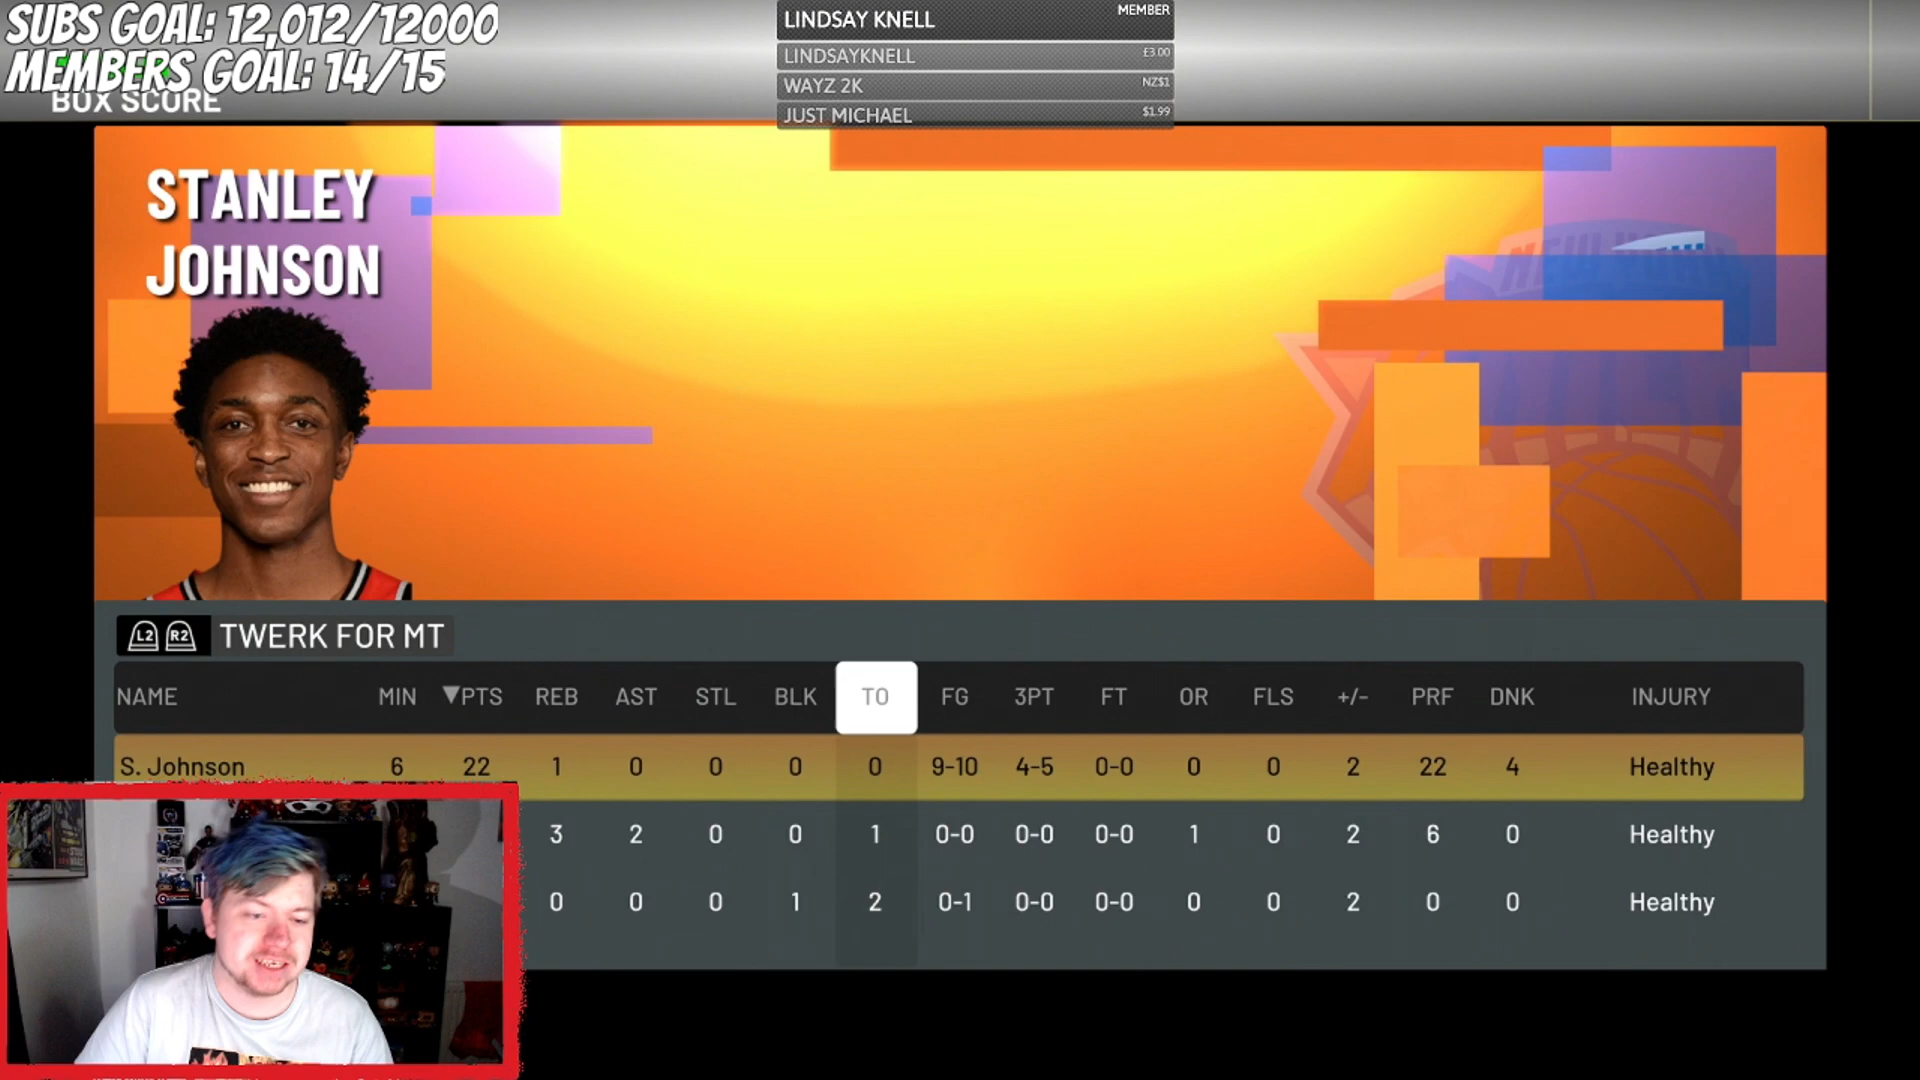 SUBS GOAL: 12,012/12000
MEMBERS GOAL: 14/15
BOX SCORE
LINDSAY KNELL MEMBER
LINDSAYKNELL £3.00
WAYZ 2K NZ$1
JUST MICHAEL $1.99
STANLEY
JOHNSON
NEW YORK
L2 R2 TWERK FOR MT
NAME MIN ▼PTS REB AST STL BLK TO FG 3PT FT OR FLS +/- PRF DNK INJURY
S. Johnson 6 22 1 0 0 0 0 9-10 4-5 0-0 0 0 2 22 4 Healthy
3 2 0 0 1 0-0 0-0 0-0 1 0 2 6 0 Healthy
0 0 0 1 2 0-1 0-0 0-0 0 0 2 0 0 Healthy